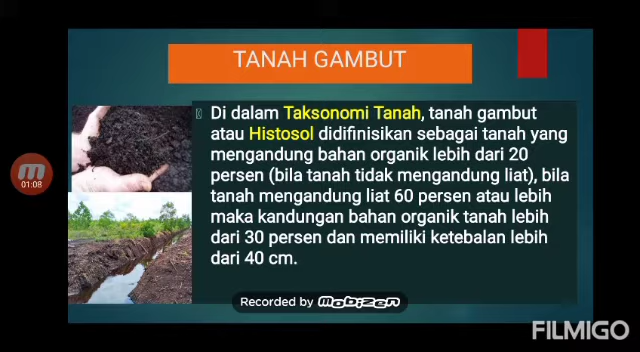 TANAH GAMBUT
Di dalam Taksonomi Tanah, tanah gambut
atau Histosol didifinisikan sebagai tanah yang
mengandung bahan organik lebih dari 20
persen (bila tanah tidak mengandung liat), bila
tanah mengandung liat 60 persen atau lebih
maka kandungan bahan organik tanah lebih
dari 30 persen dan memiliki ketebalan lebih
dari 40 cm.
01:08
Recorded by mobizen
FILMIGO